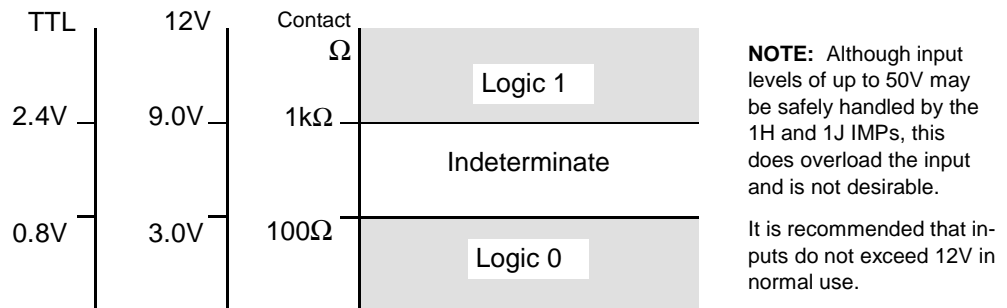 TTL
12V
Contact
Ω
2.4V
9.0V
1kΩ
0.8V
3.0V
100Ω
Logic 1
Indeterminate
Logic 0
NOTE: Although input
levels of up to 50V may
be safely handled by the
1H and 1J IMPs, this
does overload the input
and is not desirable.
It is recommended that in-
puts do not exceed 12V in
normal use.